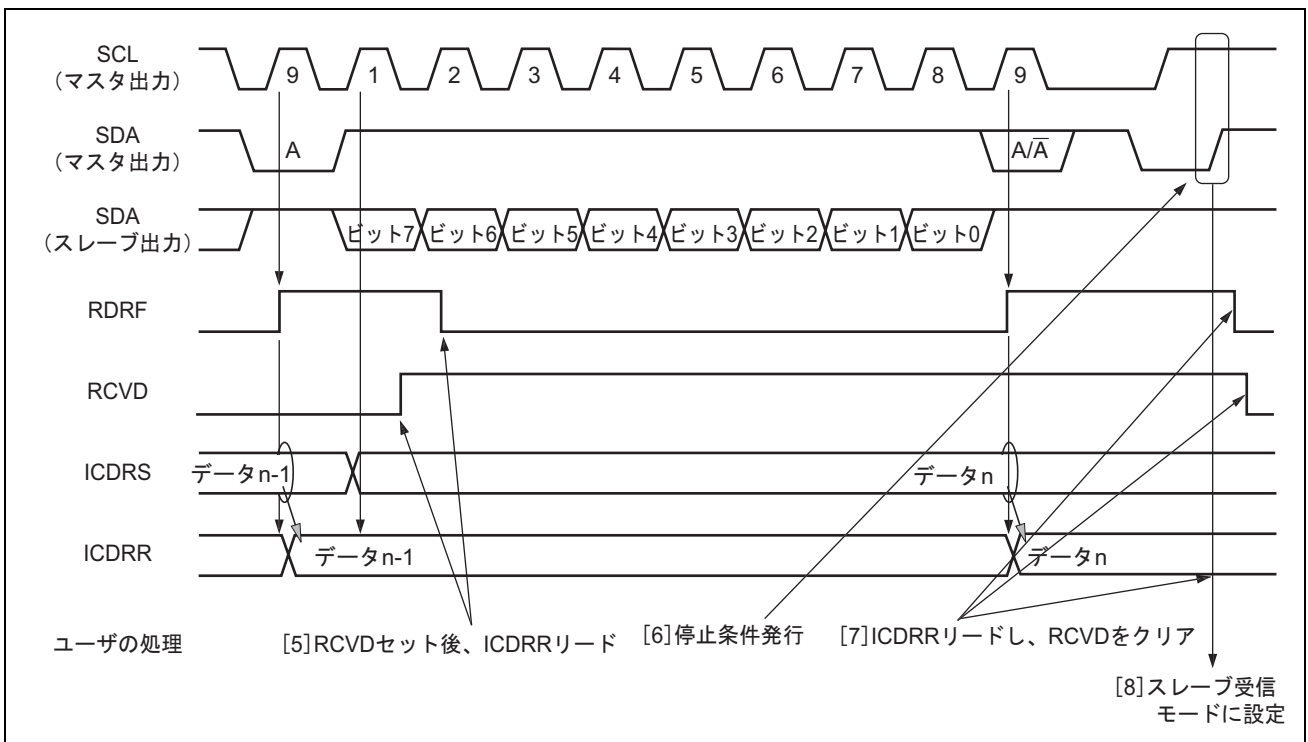 SCL
（マスタ出力）
9 1 2 3 4 5 6 7 8 9
SDA
（マスタ出力）
A A/A̅
SDA
（スレーブ出力）
ビット7 ビット6 ビット5 ビット4 ビット3 ビット2 ビット1 ビット0
RDRF
RCVD
ICDRS
データn-1 データn
ICDRR
データn-1 データn
ユーザの処理
[5]RCVDセット後、ICDRRリード
[6]停止条件発行
[7]ICDRRリードし、RCVDをクリア
[8]スレーブ受信
モードに設定